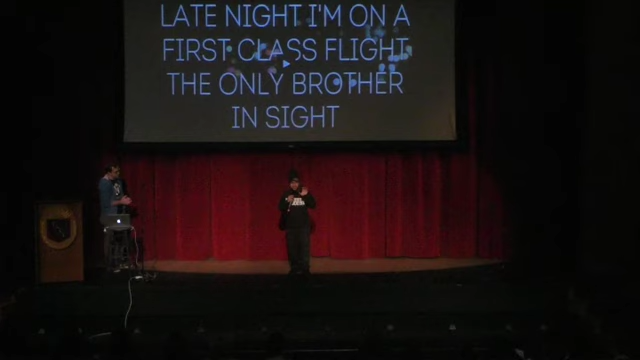 LATE NIGHT I'M ON A
FIRST CLASS FLIGHT
THE ONLY BROTHER
IN SIGHT